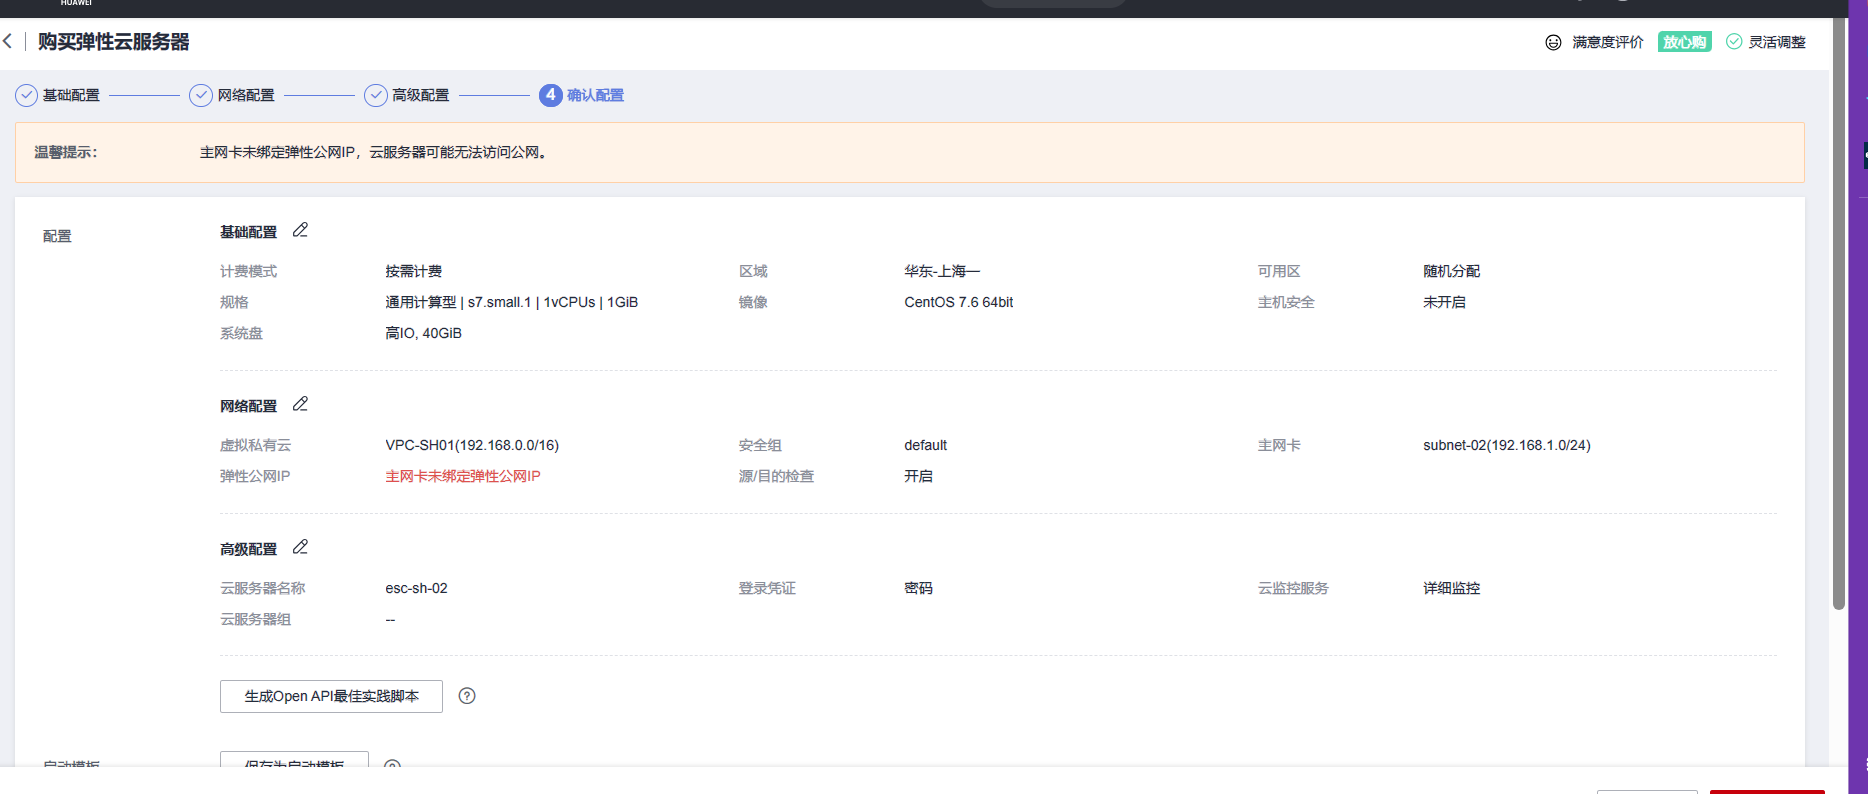 HUAWEI
购买弹性云服务器
满意度评价 放心购 灵活调整
基础配置 网络配置 高级配置 4 确认配置
温馨提示: 主网卡未绑定弹性公网IP，云服务器可能无法访问公网。
配置
基础配置
计费模式 按需计费 区域 华东-上海一 可用区 随机分配
规格 通用计算型 | s7.small.1 | 1vCPUs | 1GiB 镜像 CentOS 7.6 64bit 主机安全 未开启
系统盘 高IO, 40GiB
网络配置
虚拟私有云 VPC-SH01(192.168.0.0/16) 安全组 default 主网卡 subnet-02(192.168.1.0/24)
弹性公网IP 主网卡未绑定弹性公网IP 源/目的检查 开启
高级配置
云服务器名称 esc-sh-02 登录凭证 密码 云监控服务 详细监控
云服务器组 --
生成Open API最佳实践脚本 ?
启动模板 保存为启动模板